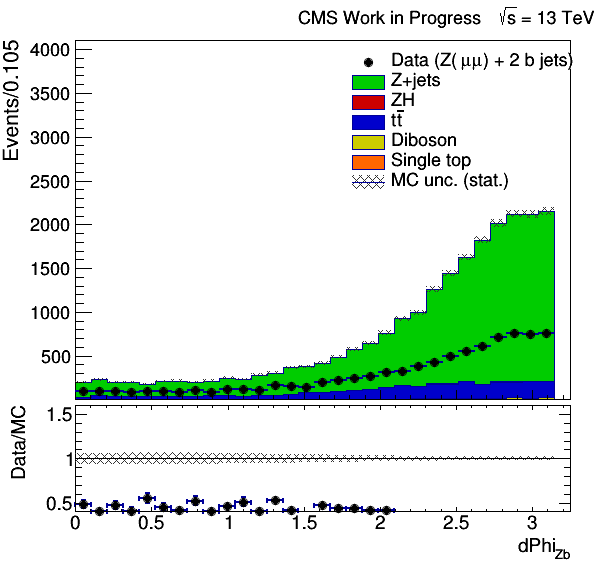 CMS Work in Progress √s = 13 TeV
Events/0.105
4000
3500
3000
2500
2000
1500
1000
500
Data (Z(μμ) + 2 b jets)
Z+jets
ZH
tt̅
Diboson
Single top
MC unc. (stat.)
Data/MC
1.5
1
0.5
0 0.5 1 1.5 2 2.5 3
dPhi_Zb